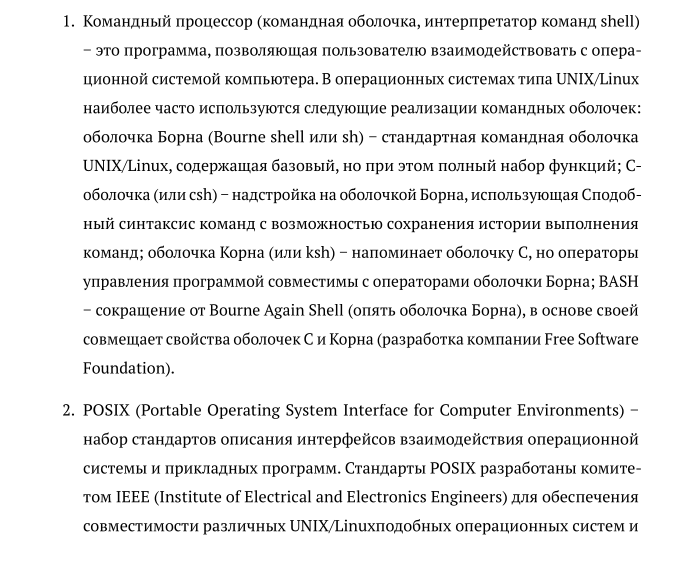 1. Командный процессор (командная оболочка, интерпретатор команд shell)
– это программа, позволяющая пользователю взаимодействовать с опера-
ционной системой компьютера. В операционных системах типа UNIX/Linux
наиболее часто используются следующие реализации командных оболочек:
оболочка Борна (Bourne shell или sh) – стандартная командная оболочка
UNIX/Linux, содержащая базовый, но при этом полный набор функций; C-
оболочка (или csh) – надстройка на оболочкой Борна, использующая Сподоб-
ный синтаксис команд с возможностью сохранения истории выполнения
команд; оболочка Корна (или ksh) – напоминает оболочку C, но операторы
управления программой совместимы с операторами оболочки Борна; BASH
– сокращение от Bourne Again Shell (опять оболочка Борна), в основе своей
совмещает свойства оболочек C и Корна (разработка компании Free Software
Foundation).
2. POSIX (Portable Operating System Interface for Computer Environments) –
набор стандартов описания интерфейсов взаимодействия операционной
системы и прикладных программ. Стандарты POSIX разработаны комите-
том IEEE (Institute of Electrical and Electronics Engineers) для обеспечения
совместимости различных UNIX/Linuxподобных операционных систем и